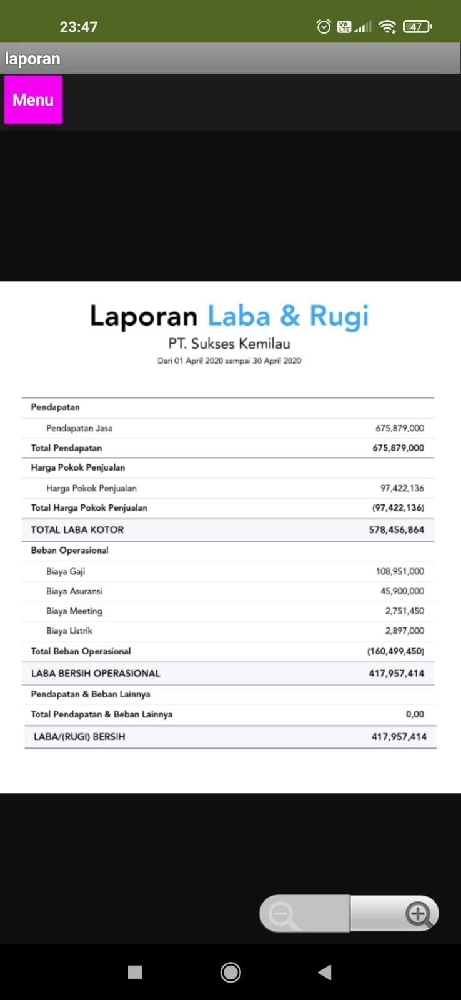 23:47
Vo LTE
47
laporan
Menu
Laporan Laba & Rugi
PT. Sukses Kemilau
Dari 01 April 2020 sampai 30 April 2020
Pendapatan
Pendapatan Jasa 675,879,000
Total Pendapatan 675,879,000
Harga Pokok Penjualan
Harga Pokok Penjualan 97,422,136
Total Harga Pokok Penjualan (97,422,136)
TOTAL LABA KOTOR 578,456,864
Beban Operasional
Biaya Gaji 108,951,000
Biaya Asuransi 45,900,000
Biaya Meeting 2,751,450
Biaya Listrik 2,897,000
Total Beban Operasional (160,499,450)
LABA BERSIH OPERASIONAL 417,957,414
Pendapatan & Beban Lainnya
Total Pendapatan & Beban Lainnya 0,00
LABA/(RUGI) BERSIH 417,957,414